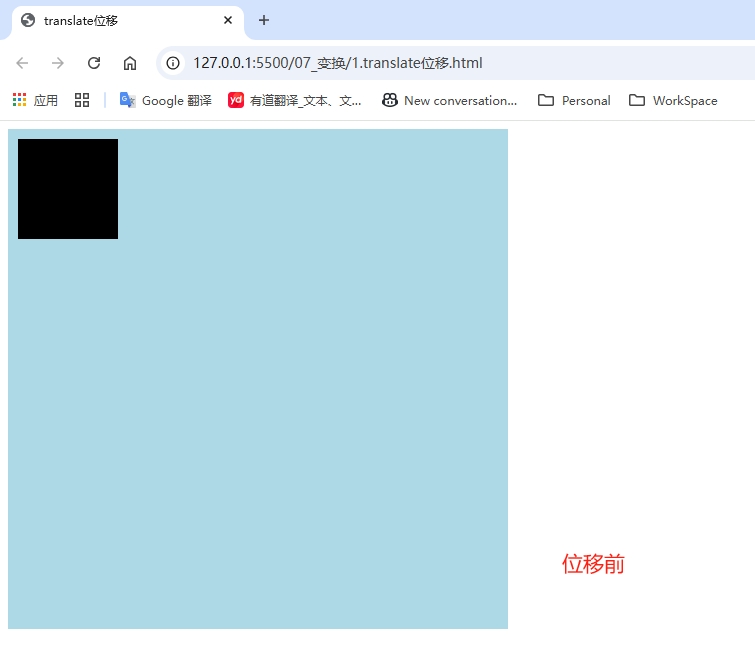 translate位移
127.0.0.1:5500/07_变换/1.translate位移.html
应用
Google 翻译
yd
有道翻译_文本、文...
New conversation...
Personal
WorkSpace
位移前